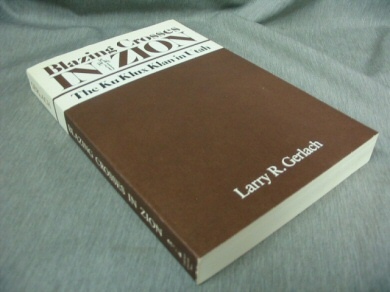 Blazing Crosses
IN ZION
The Ku Klux Klan in Utah
Larry R. Gerlach
BLAZING CROSSES IN ZION